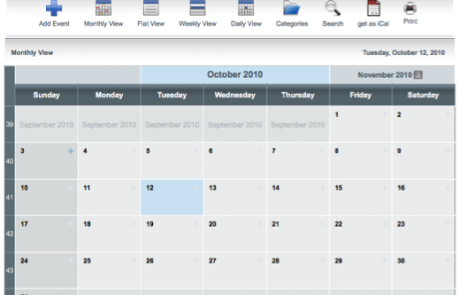 Add Event Monthly View Flat View Weekly View Daily View Categories Search get as iCal Print
Monthly View Tuesday, October 12, 2010
October 2010 November 2010
Sunday Monday Tuesday Wednesday Thursday Friday Saturday
39 September 2010 September 2010 September 2010 September 2010 September 2010 1 2
40 3 4 5 6 7 8 9
41 10 11 12 13 14 15 16
42 17 18 19 20 21 22 23
43 24 25 26 27 28 29 30